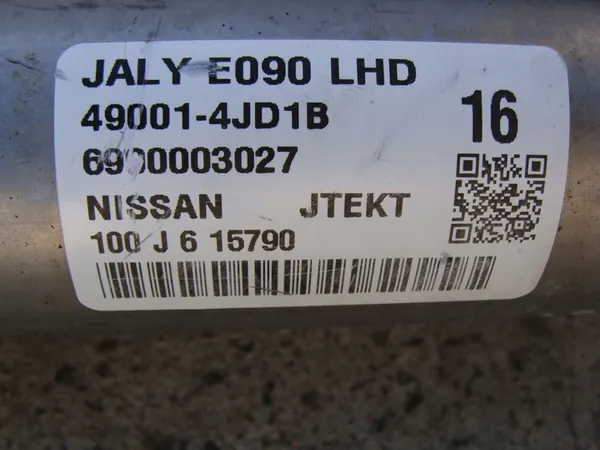 JALY E090 LHD
49001-4JD1B
16
6900003027
NISSAN JTEKT
100 J 6 15790